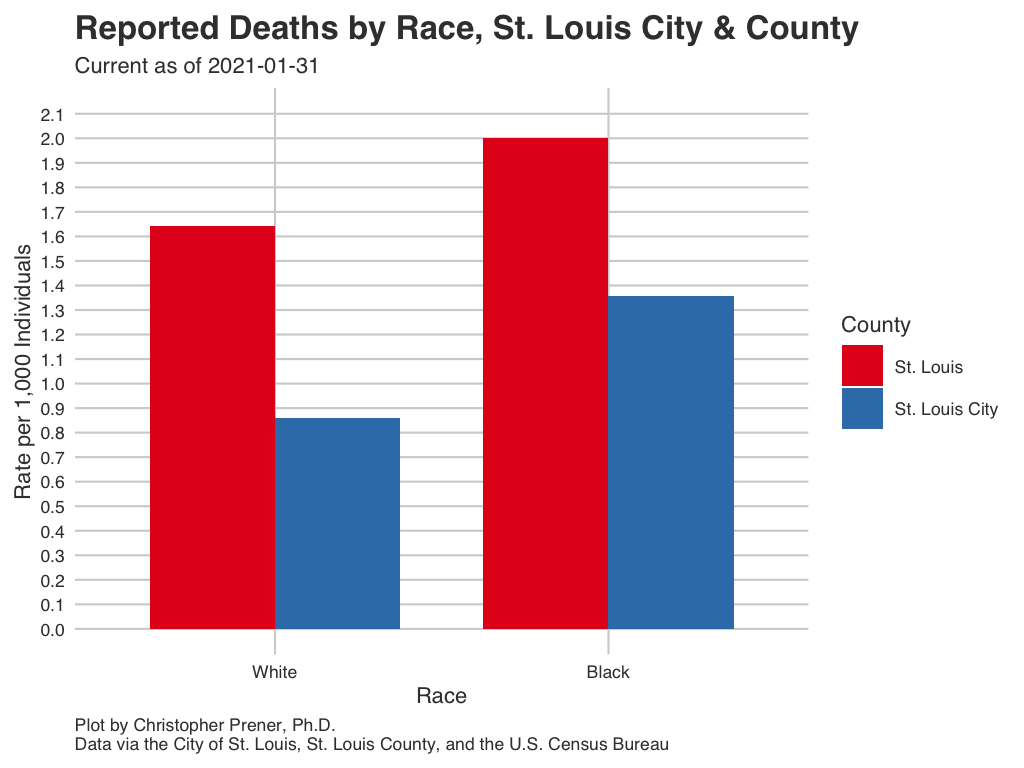 Reported Deaths by Race, St. Louis City & County
Current as of 2021-01-31
Rate per 1,000 Individuals
2.1
2.0
1.9
1.8
1.7
1.6
1.5
1.4
1.3
1.2
1.1
1.0
0.9
0.8
0.7
0.6
0.5
0.4
0.3
0.2
0.1
0.0
White
Black
Race
County
St. Louis
St. Louis City
Plot by Christopher Prener, Ph.D.
Data via the City of St. Louis, St. Louis County, and the U.S. Census Bureau